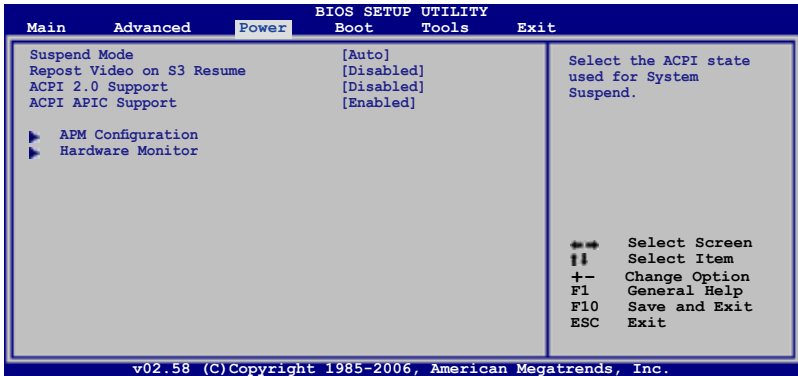 BIOS SETUP UTILITY
Main Advanced Power Boot Tools Exit
Suspend Mode [Auto]
Repost Video on S3 Resume [Disabled]
ACPI 2.0 Support [Disabled]
ACPI APIC Support [Enabled]
APM Configuration
Hardware Monitor
Select the ACPI state
used for System
Suspend.
Select Screen
Select Item
+- Change Option
F1 General Help
F10 Save and Exit
ESC Exit
v02.58 (C)Copyright 1985-2006, American Megatrends, Inc.